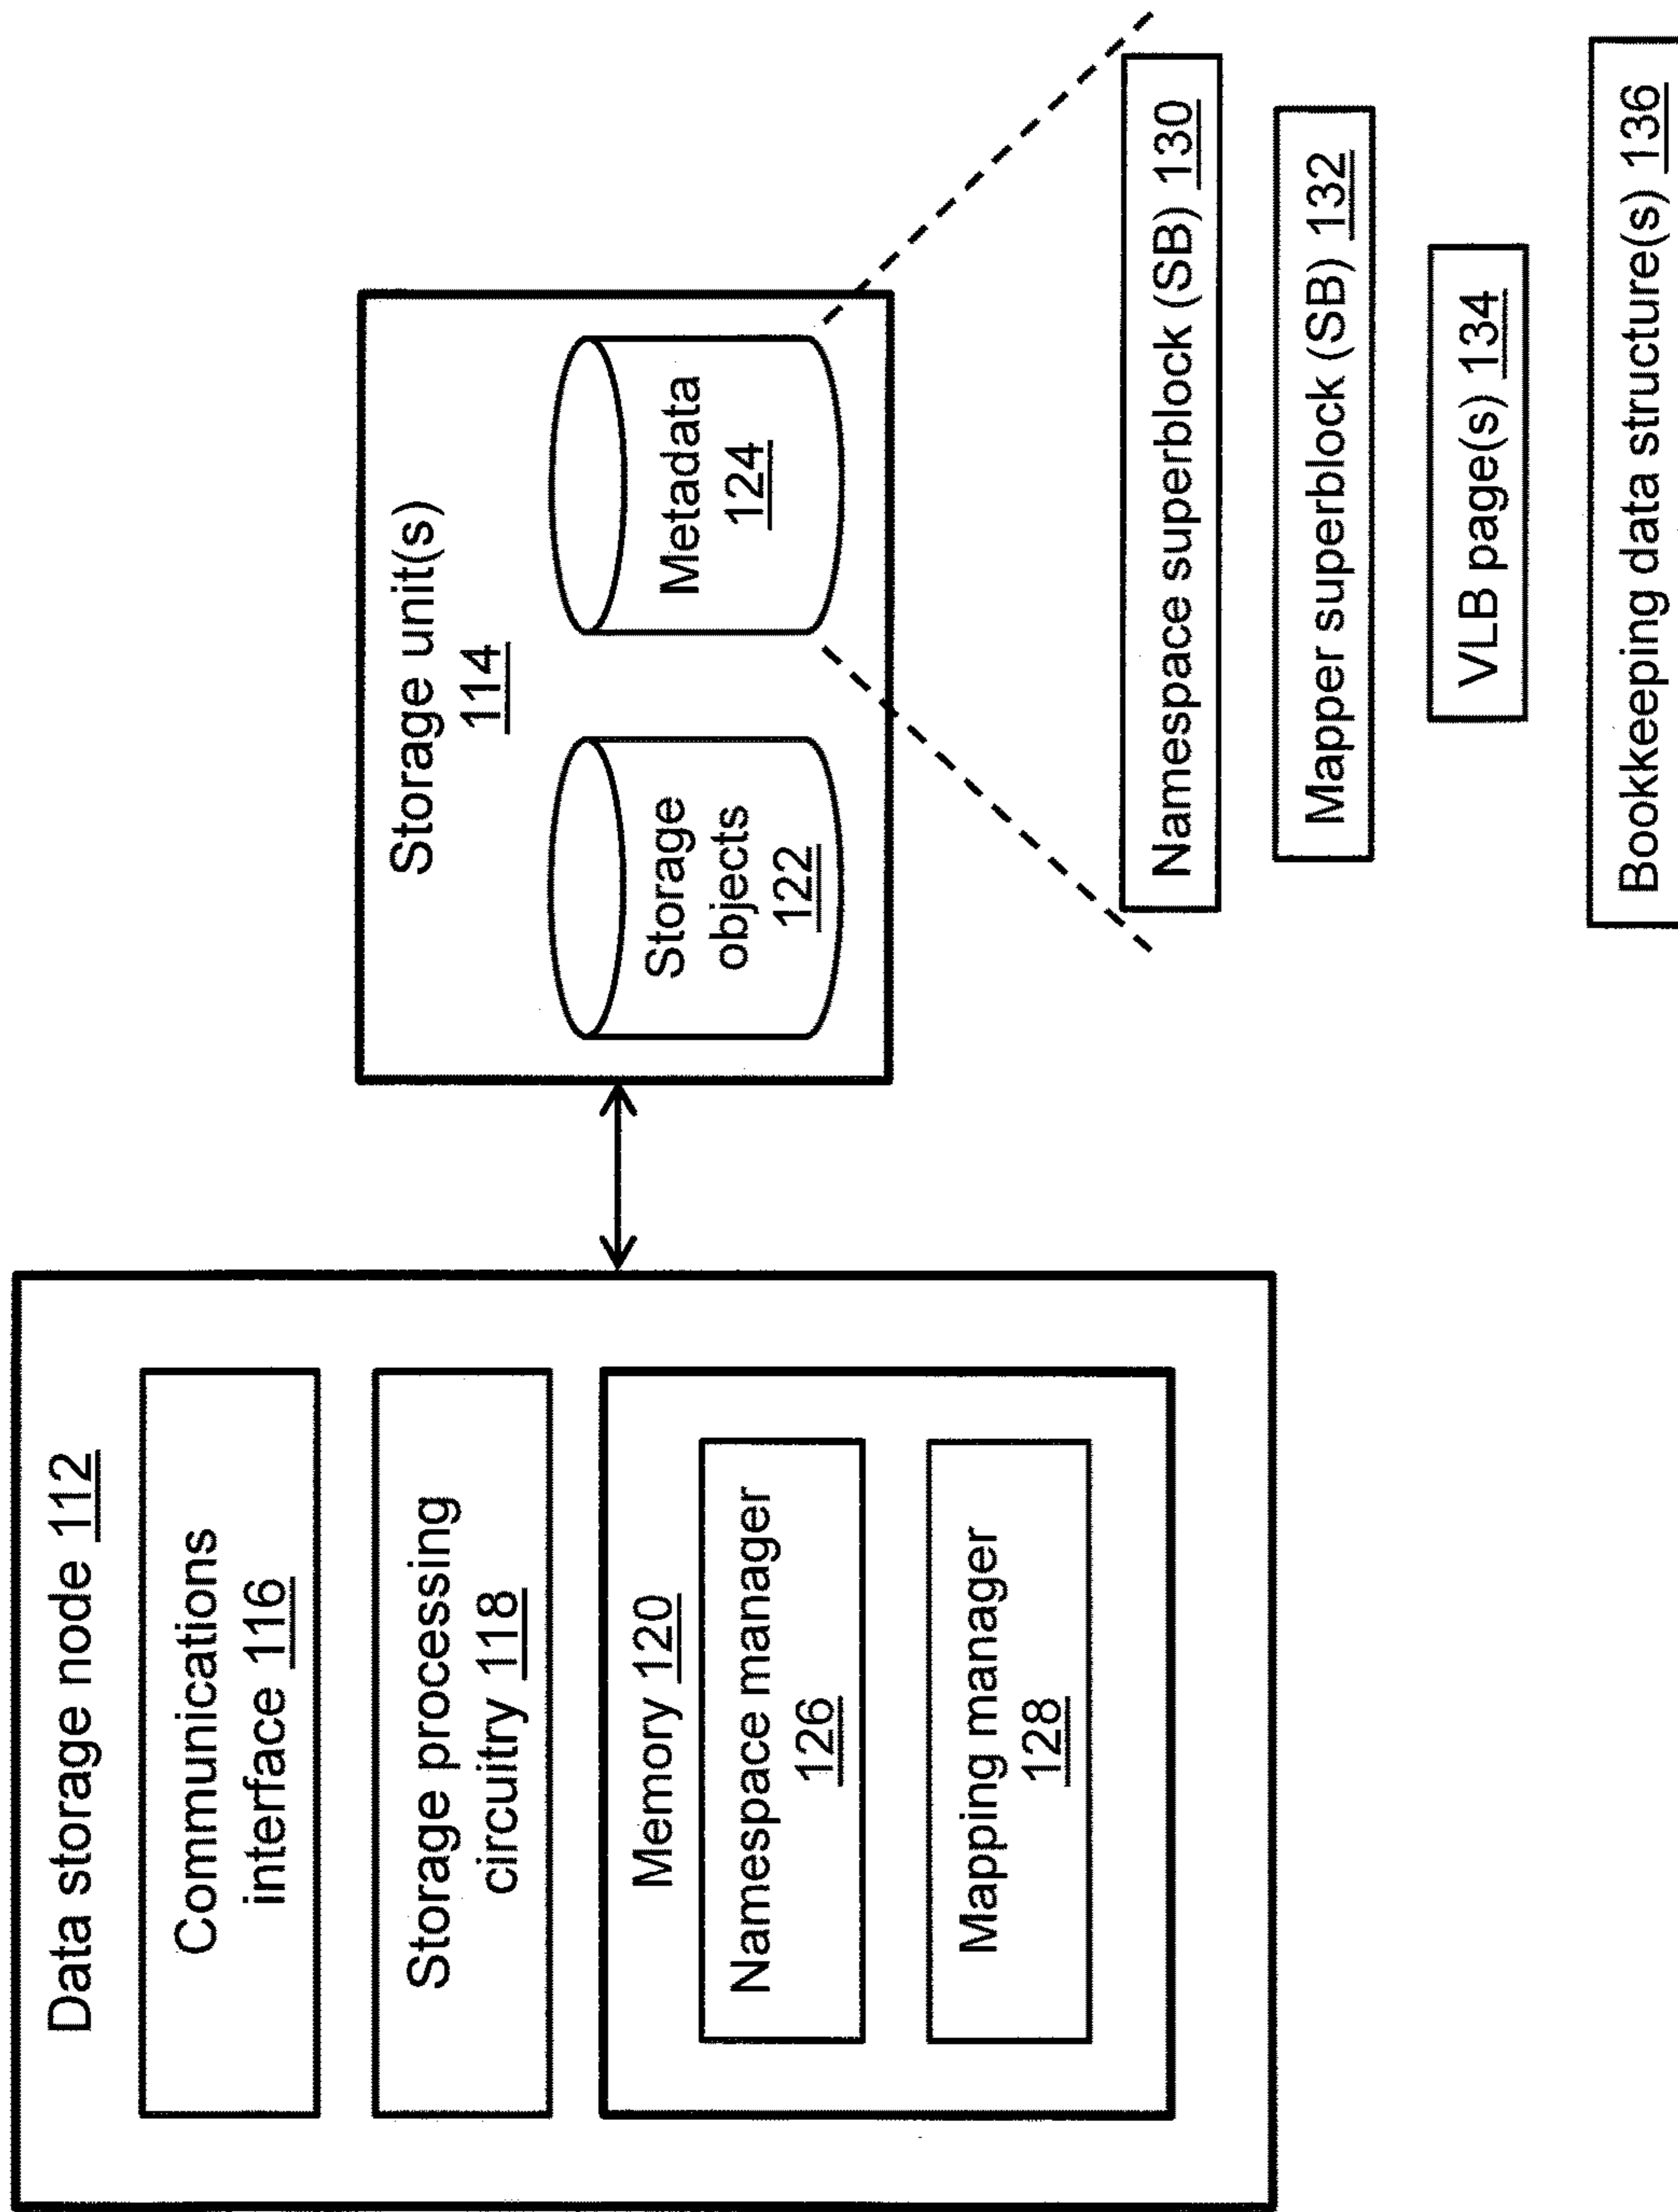 Data storage node 112
Communications
interface 116
Storage processing
circuitry 118
Memory 120
Namespace manager
126
Mapping manager
128
Storage unit(s)
114
Storage
objects
122
Metadata
124
Namespace superblock (SB) 130
Mapper superblock (SB) 132
VLB page(s) 134
Bookkeeping data structure(s) 136